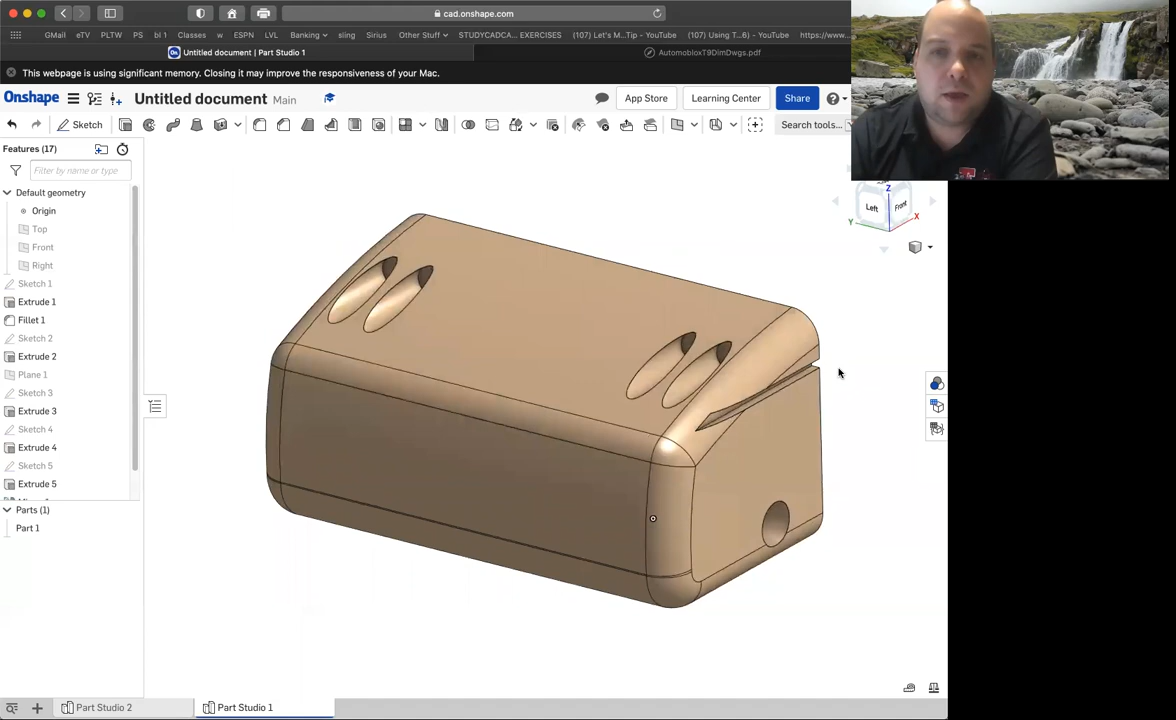 cad.onshape.com
GMail eTV PLTW bl 1 Classes w ESPN LVL Banking sling Sirius Other Stuff STUDYCADCA... EXERCISES (107) Let's M...Tip - YouTube (107) Using T...6) - YouTube https://www...
On Untitled document | Part Studio 1
AutomobloxT9DimDwgs.pdf
This webpage is using significant memory. Closing it may improve the responsiveness of your Mac.
Onshape Untitled document Main App Store Learning Center Share
Sketch Search tools...
Features (17)
Filter by name or type
Default geometry
Origin
Top
Front
Right
Sketch 1
Extrude 1
Fillet 1
Sketch 2
Extrude 2
Plane 1
Sketch 3
Extrude 3
Sketch 4
Extrude 4
Sketch 5
Extrude 5
Parts (1)
Part 1
Z
Left Front
Y X
Part Studio 2 Part Studio 1